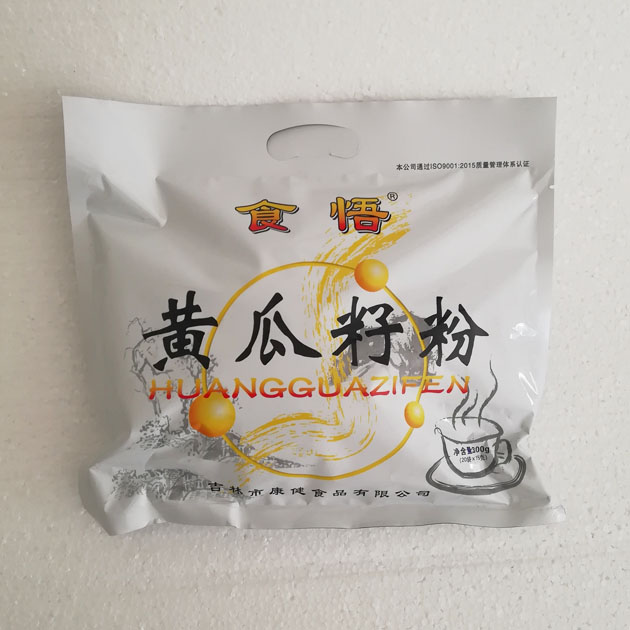 本公司通过ISO9001:2015质量管理体系认证
食悟®
黄瓜籽粉
HUANGGUAZIFEN
净含量300g
吉林市康健食品有限公司